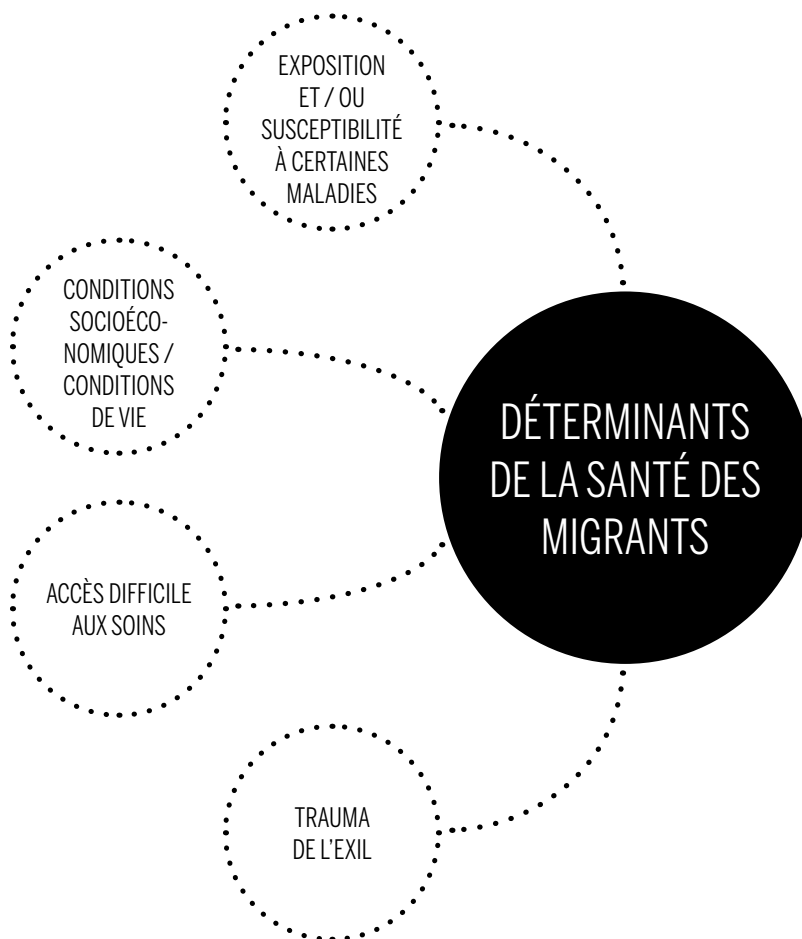 EXPOSITION
ET / OU
SUSCEPTIBILITÉ
À CERTAINES
MALADIES
CONDITIONS
SOCIOÉCO-
NOMIQUES /
CONDITIONS
DE VIE
DÉTERMINANTS
DE LA SANTÉ DES
MIGRANTS
ACCÈS DIFFICILE
AUX SOINS
TRAUMA
DE L'EXIL